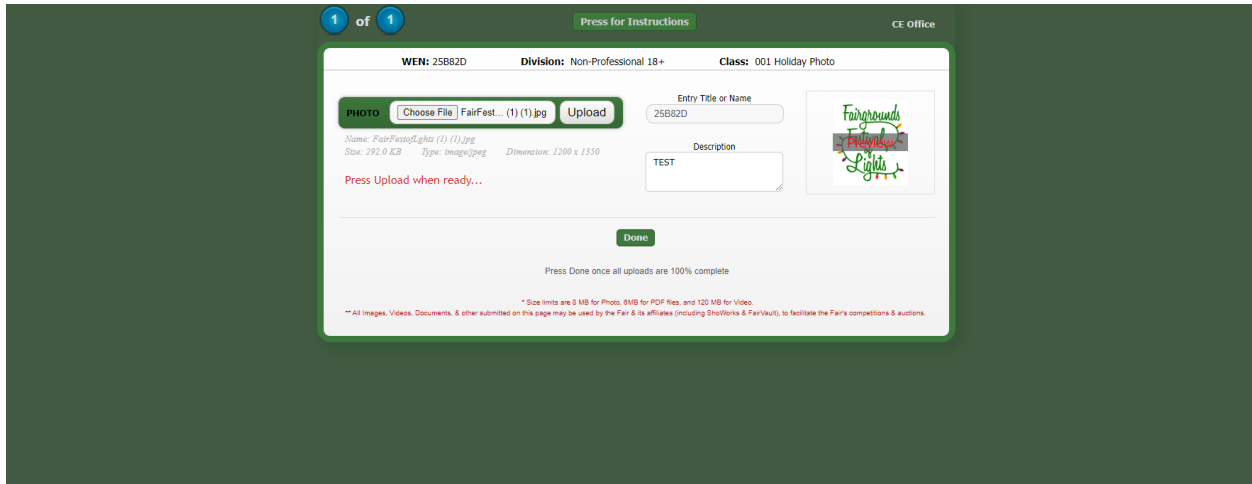 1 of 1
Press for Instructions
CE Office
WEN: 25B82D Division: Non-Professional 18+ Class: 001 Holiday Photo
PHOTO Choose File FairFest... (1) (1).jpg Upload
Name: FairFestofLghts (1) (1).jpg
Size: 292.0 KB Type: image/jpeg Dimension: 1200 x 1350
Press Upload when ready...
Entry Title or Name
25B82D
Description
TEST
Fairgrounds
Festival
Preview
of
Lights
Done
Press Done once all uploads are 100% complete
* Size limits are 8 MB for Photo, 6MB for PDF files, and 120 MB for Video.
** All Images, Videos, Documents, & other submitted on this page may be used by the Fair & its affiliates (including ShoWorks & FairVault), to facilitate the Fair's competitions & auctions.